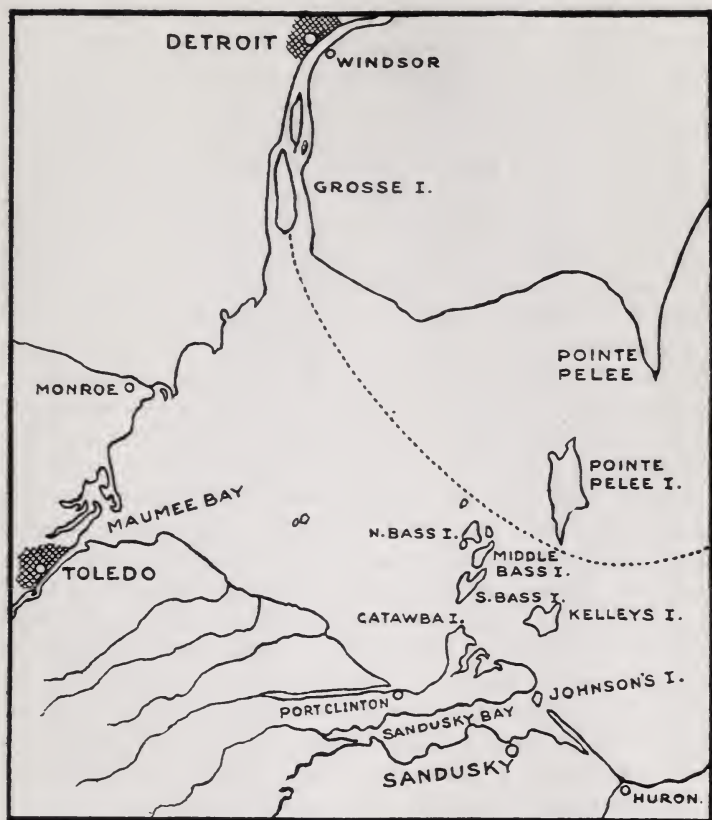 DETROIT
WINDSOR
GROSSE I.
POINTE
PELEE
MONROE
POINTE
PELEE I.
MAUMEE BAY
N. BASS I.
MIDDLE
BASS I.
TOLEDO
S. BASS I.
CATAWBA I.
KELLEYS I.
JOHNSON'S I.
PORT CLINTON
SANDUSKY BAY
SANDUSKY
HURON.